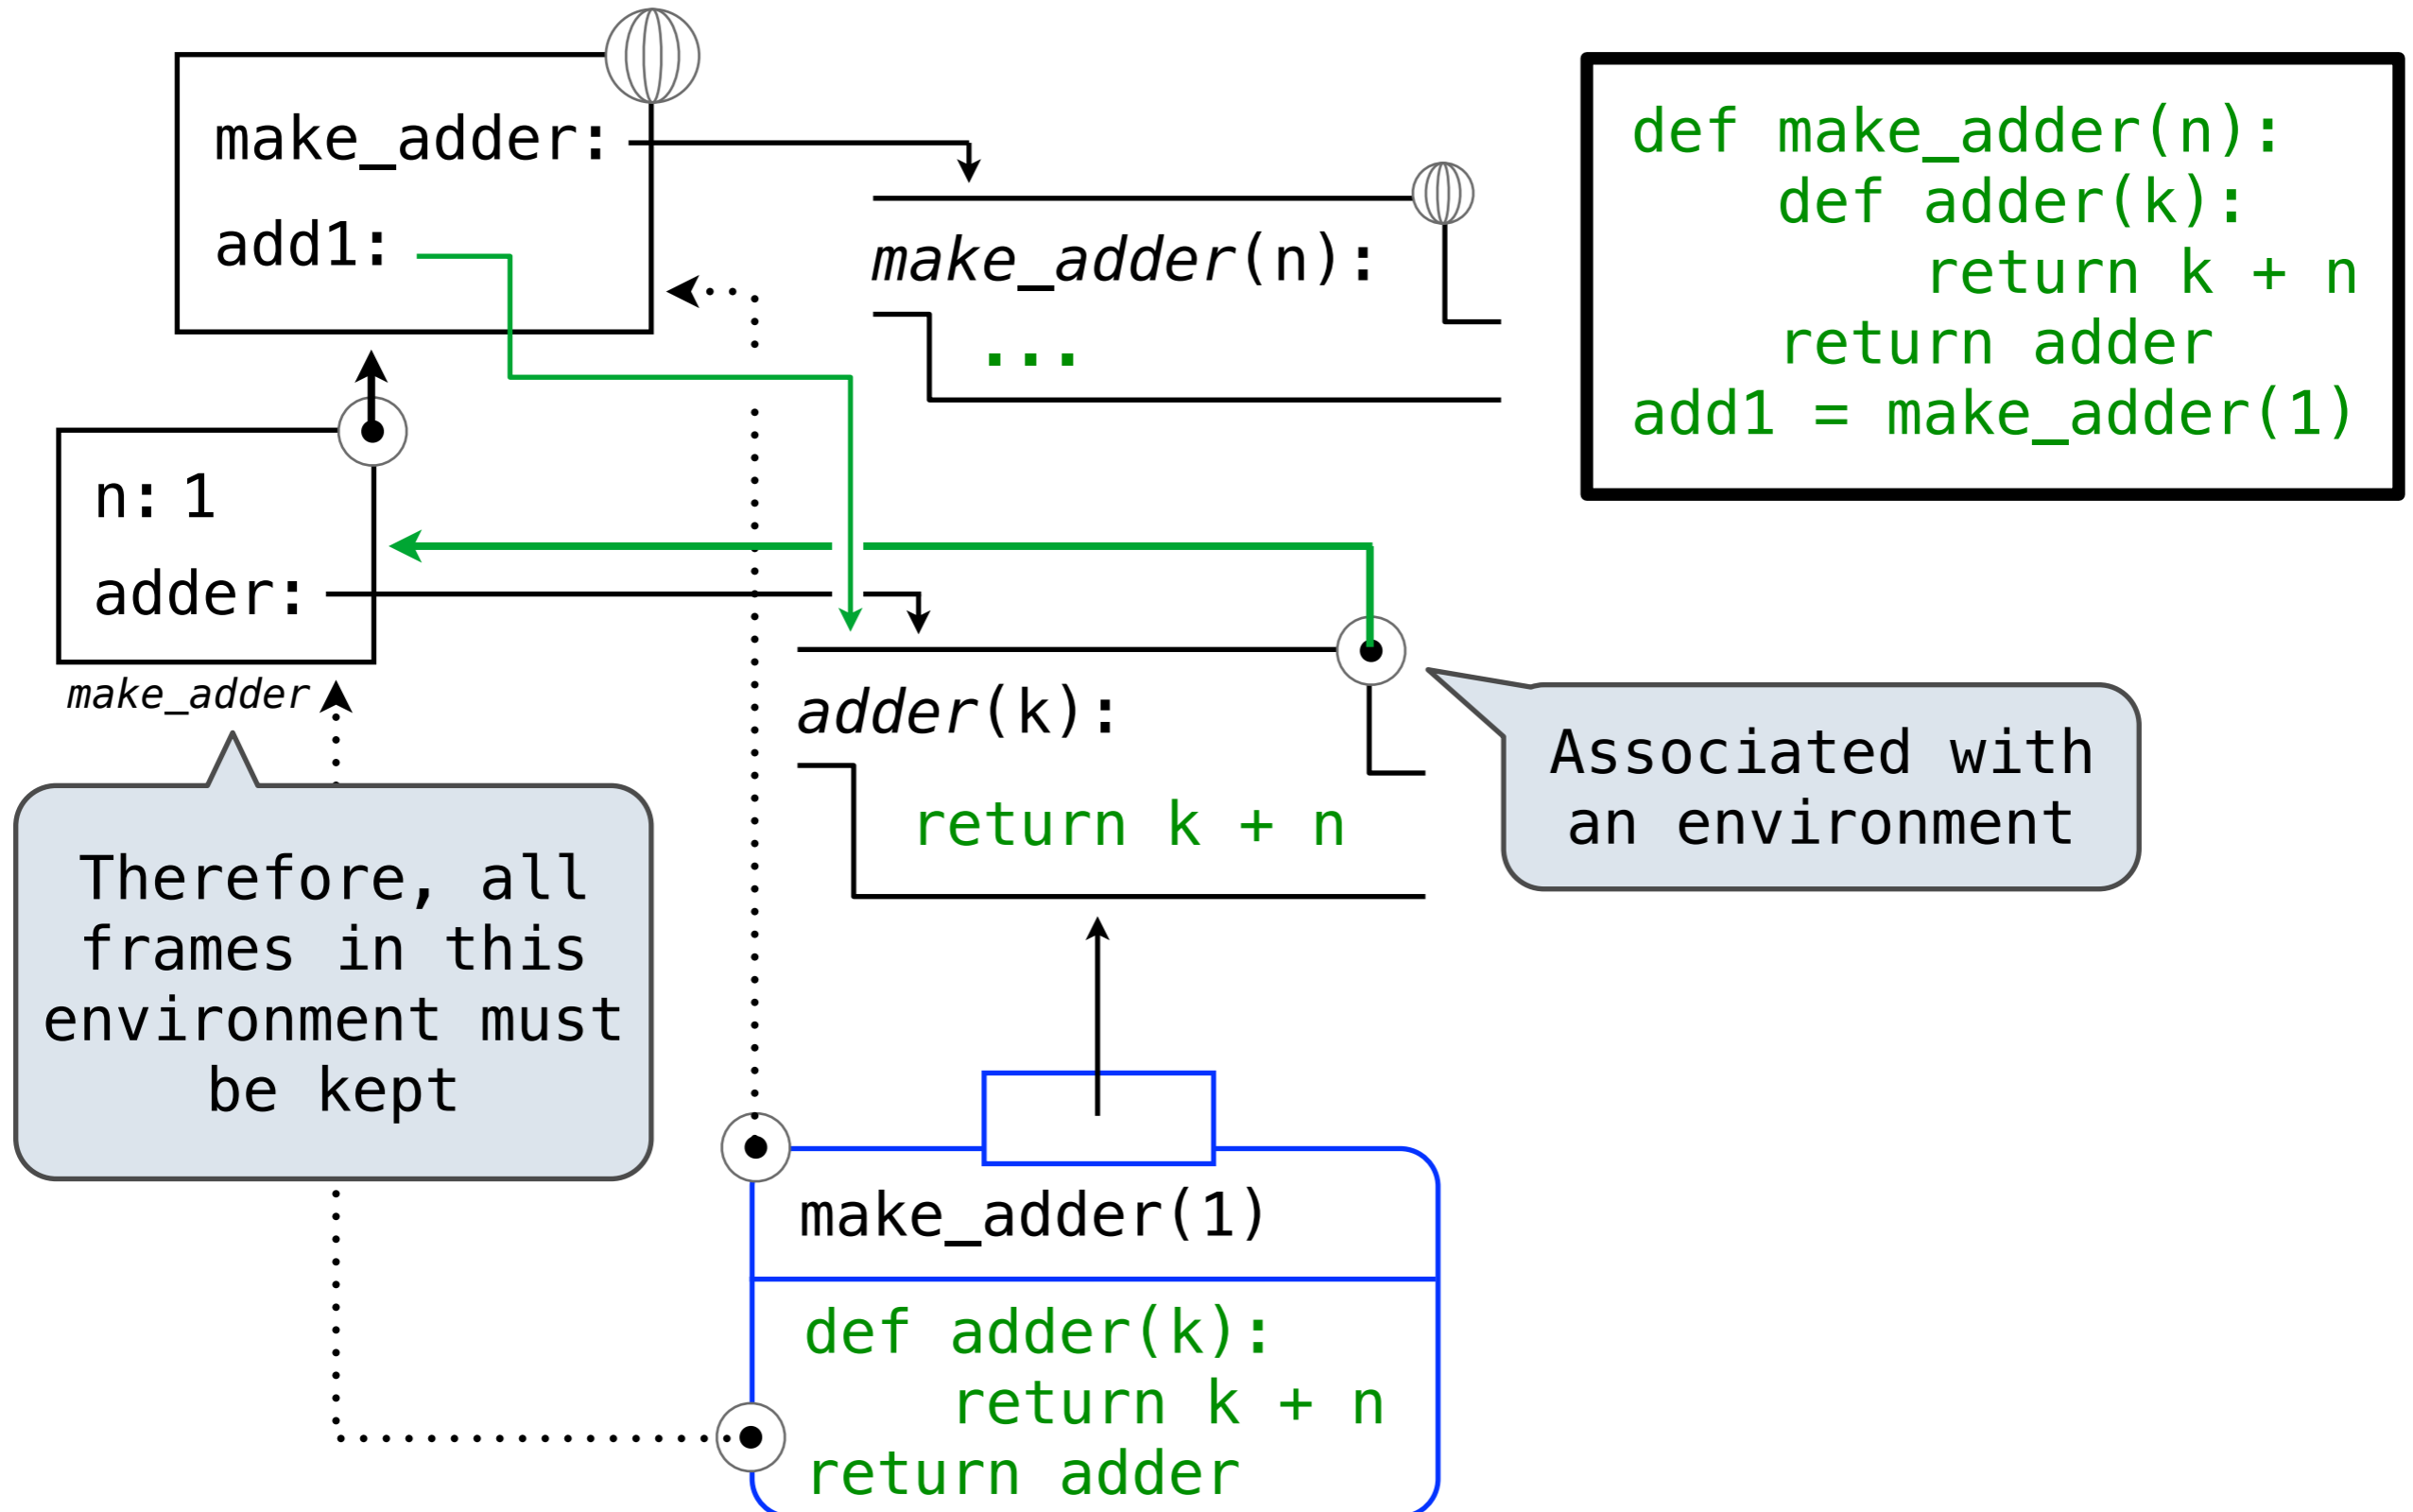 make_adder:
add1:
make_adder(n):
...
def make_adder(n):
    def adder(k):
        return k + n
    return adder
add1 = make_adder(1)
n: 1
adder:
make_adder
adder(k):
return k + n
Associated with
an environment
Therefore, all
frames in this
environment must
be kept
make_adder(1)
def adder(k):
    return k + n
return adder